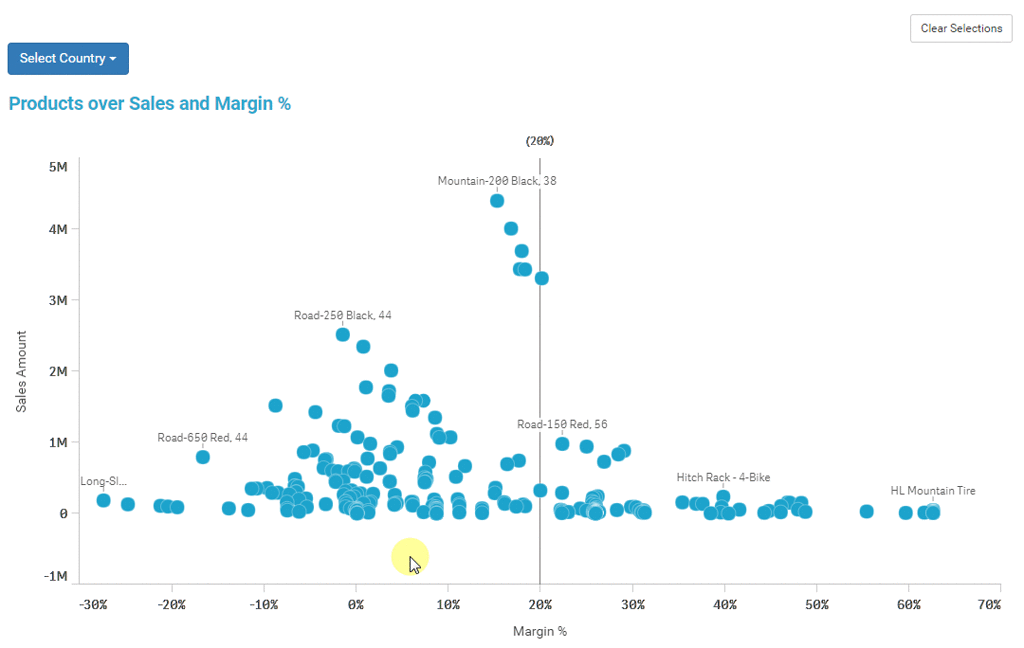 Clear Selections
Select Country
Products over Sales and Margin %
(20%)
5M
Mountain-200 Black, 38
4M
3M
Road-250 Black, 44
Sales Amount
2M
Road-150 Red, 56
1M
Road-650 Red, 44
Long-Sl...
Hitch Rack - 4-Bike
HL Mountain Tire
0
-1M
-30% -20% -10% 0% 10% 20% 30% 40% 50% 60% 70%
Margin %